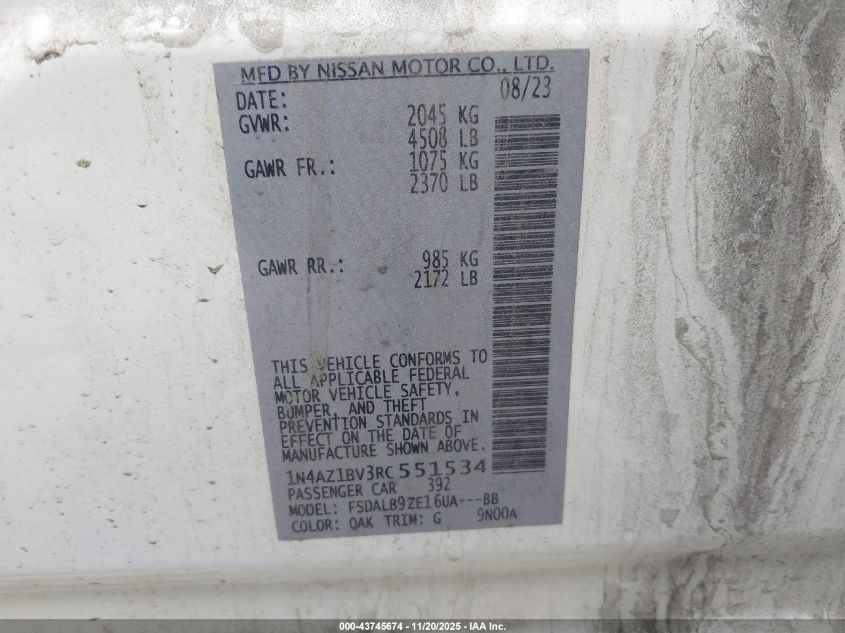 MFD BY NISSAN MOTOR CO., LTD.
DATE: 08/23
GVWR: 2045 KG
4508 LB
GAWR FR.: 1075 KG
2370 LB
GAWR RR.: 985 KG
2172 LB
THIS VEHICLE CONFORMS TO
ALL APPLICABLE FEDERAL
MOTOR VEHICLE SAFETY,
BUMPER, AND THEFT
PREVENTION STANDARDS IN
EFFECT ON THE DATE OF
MANUFACTURE SHOWN ABOVE.
1N4AZ1BV3RC551534
PASSENGER CAR 392
MODEL: FSDALB9ZE16UA---BB
COLOR: QAK TRIM: G 9N00A
000-43745674 - 11/20/2025 - IAA Inc.